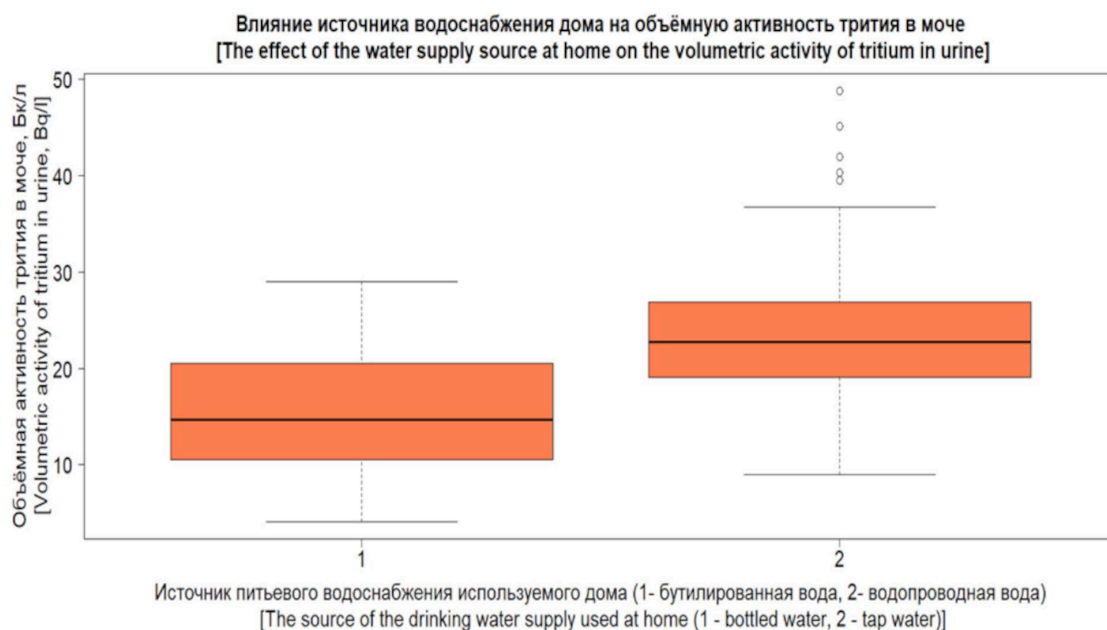 Влияние источника водоснабжения дома на объёмную активность трития в моче
[The effect of the water supply source at home on the volumetric activity of tritium in urine]
Объёмная активность трития в моче, Бк/л
[Volumetric activity of tritium in urine, Bq/l]
50
40
30
20
10
1 2
Источник питьевого водоснабжения используемого дома (1- бутилированная вода, 2- водопроводная вода)
[The source of the drinking water supply used at home (1 - bottled water, 2 - tap water)]